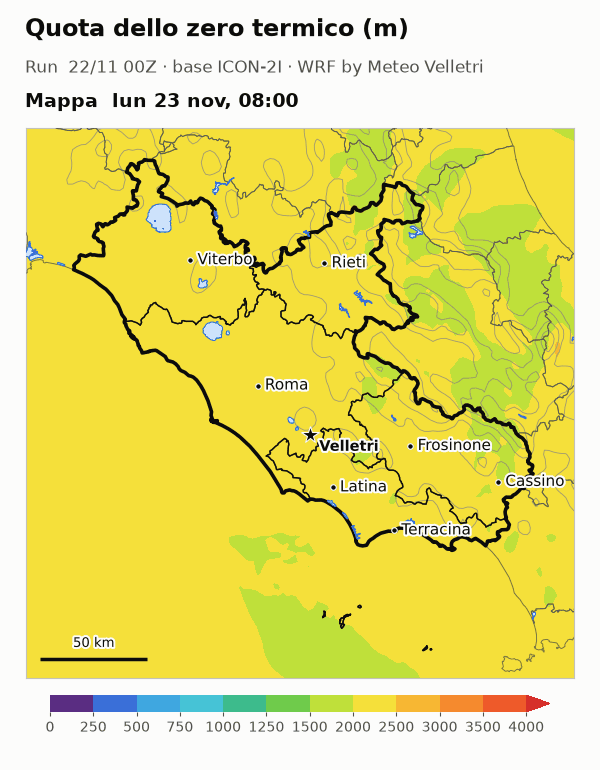 Quota dello zero termico (m)
Run  22/11 00Z · base ICON-2I · WRF by Meteo Velletri
Mappa  lun 23 nov, 08:00
Viterbo
Rieti
Roma
Velletri
Frosinone
Cassino
Latina
Terracina
50 km
0 250 500 750 1000 1250 1500 2000 2500 3000 3500 4000